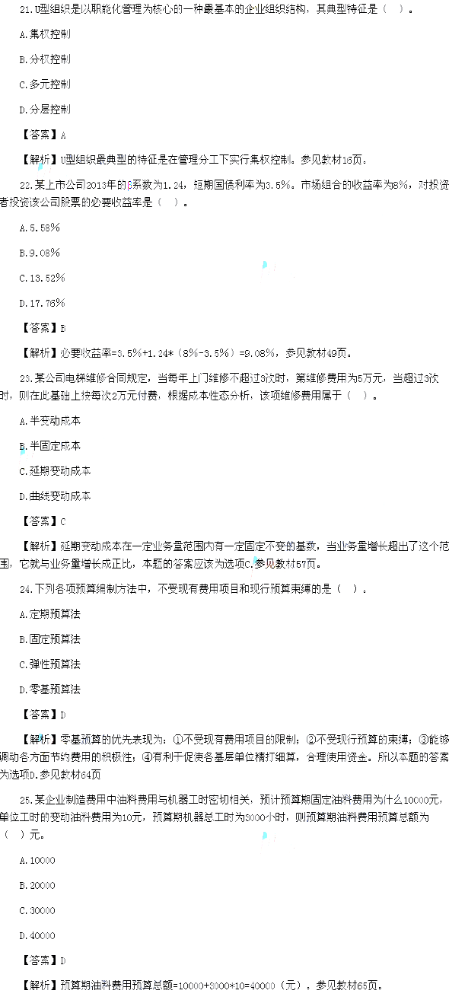 21.U型组织是以职能化管理为核心的一种最基本的企业组织结构，其典型特征是（ ）。
A.集权控制
B.分权控制
C.多元控制
D.分层控制
【答案】A
【解析】U型组织最典型的特征是在管理分工下实行集权控制。参见教材16页。
22.某上市公司2013年的β系数为1.24，短期国债利率为3.5%。市场组合的收益率为8%，对投资
者投资该公司股票的必要收益率是（ ）。
A.5.58%
B.9.08%
C.13.52%
D.17.76%
【答案】B
【解析】必要收益率=3.5%+1.24*（8%-3.5%）=9.08%，参见教材49页。
23.某公司电梯维修合同规定，当每年上门维修不超过3次时，第维修费用为5万元，当超过3次
时，则在此基础上按每次2万元付费，根据成本性态分析，该项维修费用属于（ ）。
A.半变动成本
B.半固定成本
C.延期变动成本
D.曲线变动成本
【答案】C
【解析】延期变动成本在一定业务量范围内有一定固定不变的基数，当业务量增长超出了这个范
围，它就与业务量增长成正比，本题的答案应该为选项C.参见教材57页。
24.下列各项预算编制方法中，不受现有费用项目和现行预算束缚的是（ ）。
A.定期预算法
B.固定预算法
C.弹性预算法
D.零基预算法
【答案】D
【解析】零基预算的优先表现为：①不受现有费用项目的限制；②不受现行预算的束缚；③能够
调动各方面节约费用的积极性；④有利于促使各基层单位精打细算，合理使用资金。所以本题的答案
为选项D.参见教材64页
25.某企业制造费用中油料费用与机器工时密切相关，预计预算期固定油料费用为什么10000元，
单位工时的变动油料费用为10元，预算期机器总工时为3000小时，则预算期油料费用预算总额为
（ ）元。
A.10000
B.20000
C.30000
D.40000
【答案】D
【解析】预算期油料费用预算总额=10000+3000*10=40000（元）。参见教材65页。